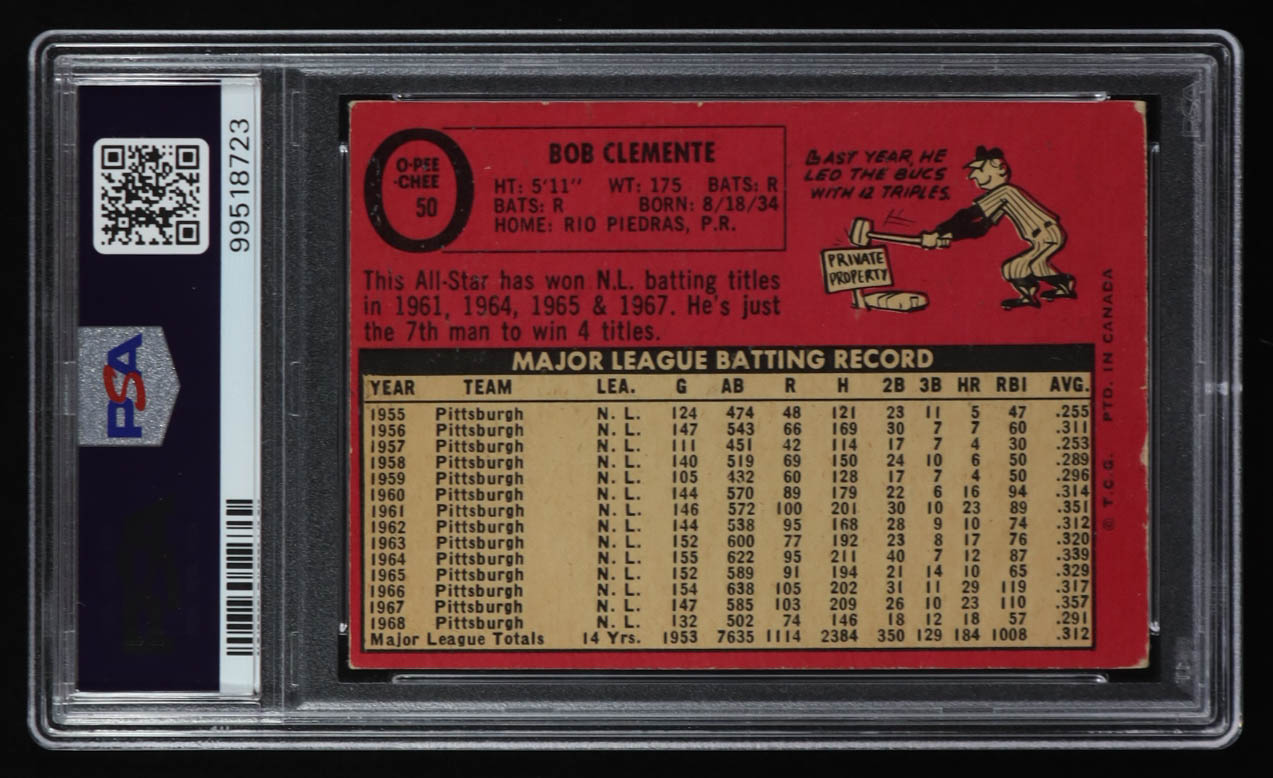 99518723
PSA
O-PEE
-CHEE
50
BOB CLEMENTE
HT: 5'11" WT: 175 BATS: R
BATS: R BORN: 8/18/34
HOME: RIO PIEDRAS, P.R.
LAST YEAR, HE
LED THE BUCS
WITH 12 TRIPLES.
PRIVATE
PROPERTY
This All-Star has won N.L. batting titles
in 1961, 1964, 1965 & 1967. He's just
the 7th man to win 4 titles.
MAJOR LEAGUE BATTING RECORD
YEAR TEAM LEA. G AB R H 2B 3B HR RBI AVG.
1955 Pittsburgh N. L. 124 474 48 121 23 11 5 47 .255
1956 Pittsburgh N. L. 147 543 66 169 30 7 7 60 .311
1957 Pittsburgh N. L. 111 451 42 114 17 7 4 30 .253
1958 Pittsburgh N. L. 140 519 69 150 24 10 6 50 .289
1959 Pittsburgh N. L. 105 432 60 128 17 7 4 50 .296
1960 Pittsburgh N. L. 144 570 89 179 22 6 16 94 .314
1961 Pittsburgh N. L. 146 572 100 201 30 10 23 89 .351
1962 Pittsburgh N. L. 144 538 95 168 28 9 10 74 .312
1963 Pittsburgh N. L. 152 600 77 192 23 8 17 76 .320
1964 Pittsburgh N. L. 155 622 95 211 40 7 12 87 .339
1965 Pittsburgh N. L. 152 589 91 194 21 14 10 65 .329
1966 Pittsburgh N. L. 154 638 105 202 31 11 29 119 .317
1967 Pittsburgh N. L. 147 585 103 209 26 10 23 110 .357
1968 Pittsburgh N. L. 132 502 74 146 18 12 18 57 .291
Major League Totals 14 Yrs. 1953 7635 1114 2384 350 129 184 1008 .312
© T.C.G. PTD. IN CANADA